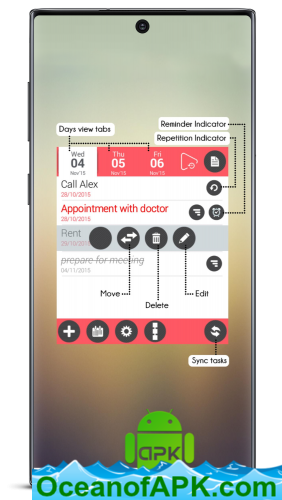 Reminder Indicator
Days view tabs
Repetition Indicator
Wed
04
Nov'15
Thu
05
Nov'15
Fri
06
Nov'15
Call Alex
28/10/2015
Appointment with doctor
28/10/2015
Rent
prepare for meeting
04/11/2015
Move
Delete
Edit
Sync tasks
apk
OceanofAPK.com